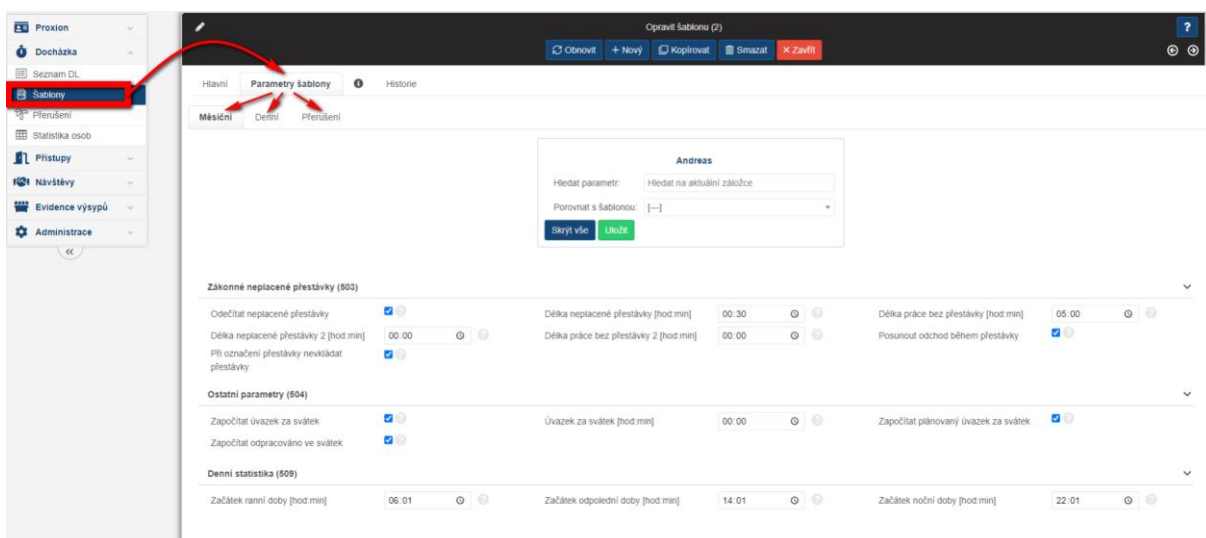 Proxion
Docházka
Seznam DL
Šablony
Přerušení
Statistika osob
Přístupy
Návštěvy
Evidence výsypů
Administrace
«
Opravit šablonu (2)
?
Obnovit + Nový Kopírovat Smazat × Zavřít
Hlavní Parametry šablony Historie
Měsíční Denní Přerušení
Andreas
Hledat parametr: Hledat na aktuální záložce
Porovnat s šablonou: [---]
Skrýt vše Uložit
Zákonné neplacené přestávky (503)
Odečítat neplacené přestávky Délka neplacené přestávky [hod:min] 00:30 Délka práce bez přestávky [hod:min] 05:00
Délka neplacené přestávky 2 [hod:min] 00:00 Délka práce bez přestávky 2 [hod:min] 00:00 Posunout odchod během přestávky
Při označení přestávky nevkládat
přestávky
Ostatní parametry (504)
Započítat úvazek za svátek Úvazek za svátek [hod:min] 00:00 Započítat plánovaný úvazek za svátek
Započítat odpracováno ve svátek
Denní statistika (509)
Začátek ranní doby [hod:min] 06:01 Začátek odpolední doby [hod:min] 14:01 Začátek noční doby [hod:min] 22:01